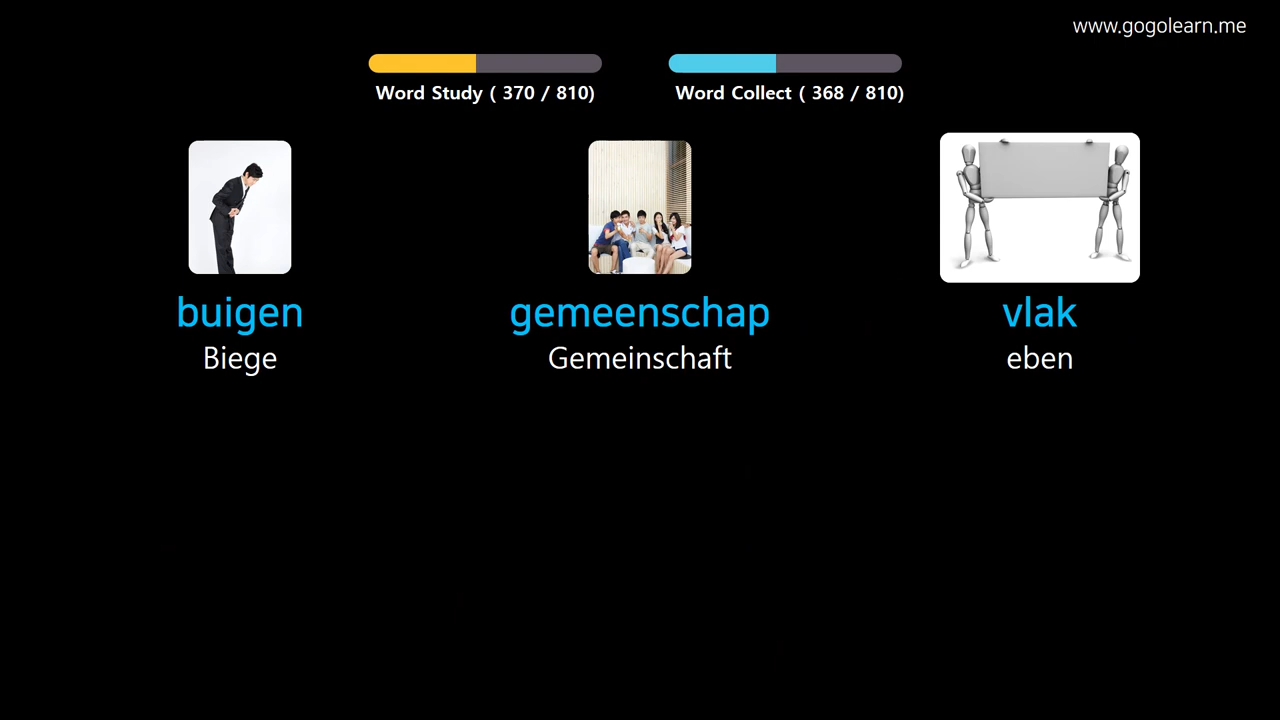 www.gogolearn.me
Word Study ( 370 / 810)
Word Collect ( 368 / 810)
buigen
Biege
gemeenschap
Gemeinschaft
vlak
eben